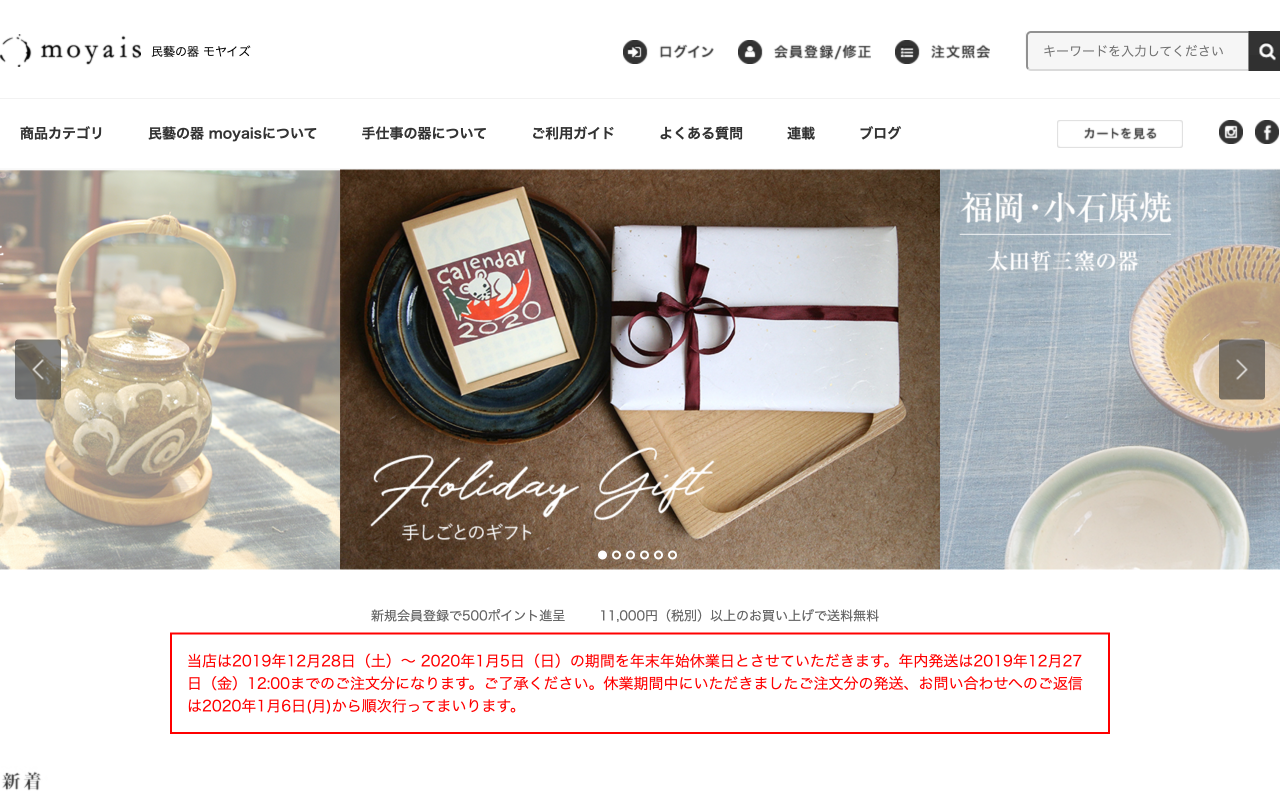 moyais 民藝の器 モヤイズ
ログイン
会員登録/修正
注文照会
キーワードを入力してください
商品カテゴリ
民藝の器 moyaisについて
手仕事の器について
ご利用ガイド
よくある質問
連載
ブログ
カートを見る
Calendar
2020
Holiday Gift
手しごとのギフト
福岡・小石原焼
太田哲三窯の器
新規会員登録で500ポイント進呈
11,000円（税別）以上のお買い上げで送料無料
当店は2019年12月28日（土）～ 2020年1月5日（日）の期間を年末年始休業日とさせていただきます。年内発送は2019年12月27
日（金）12:00までのご注文分になります。ご了承ください。休業期間中にいただきましたご注文分の発送、お問い合わせへのご返信
は2020年1月6日(月)から順次行ってまいります。
新着